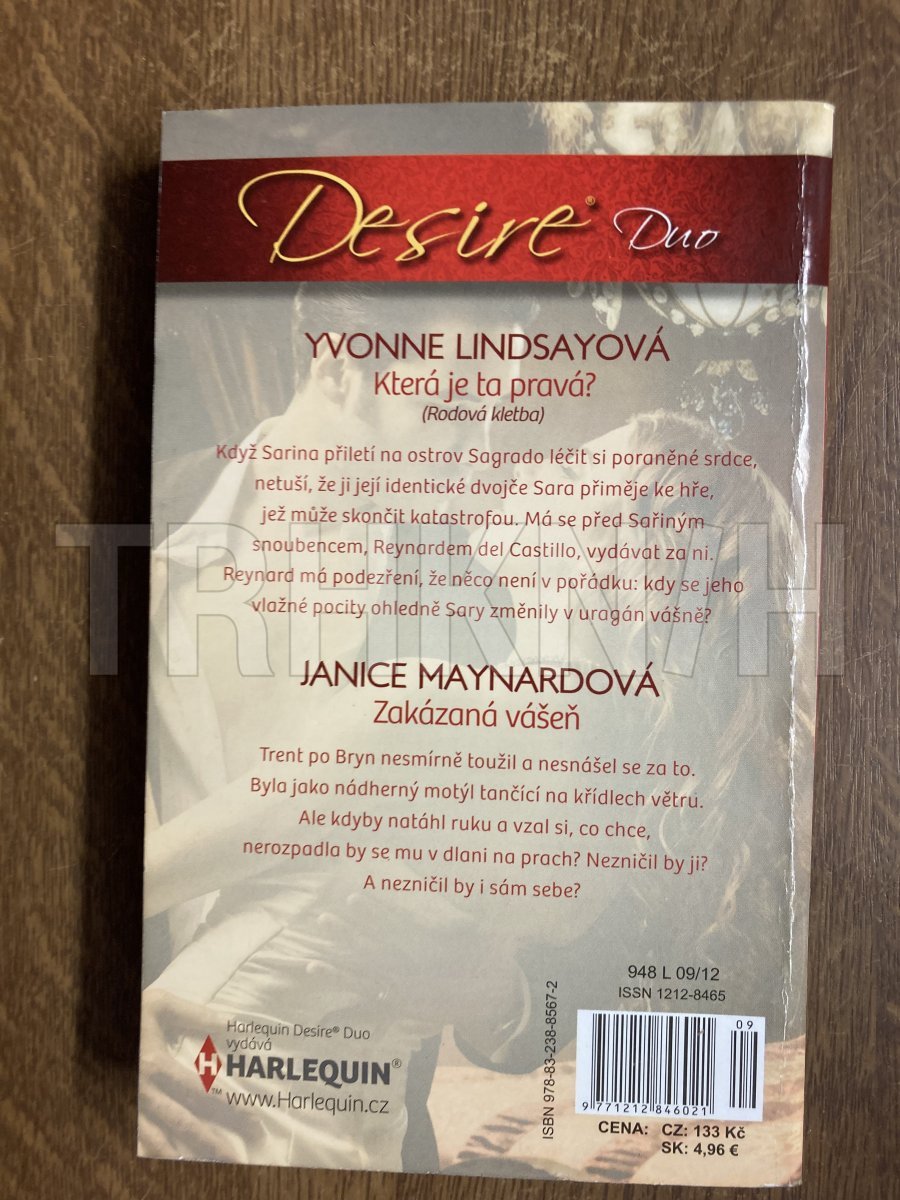 Desire® Duo
YVONNE LINDSAYOVÁ
Která je ta pravá?
(Rodová kletba)
Když Sarina přiletí na ostrov Sagrado léčit si poraněné srdce,
netuší, že ji její identické dvojče Sara přiměje ke hře,
jež může skončit katastrofou. Má se před Sařiným
snoubencem, Reynardem del Castillo, vydávat za ni.
Reynard má podezření, že něco není v pořádku: kdy se jeho
vlažné pocity ohledně Sary změnily v uragán vášně?
TRHKNIH
JANICE MAYNARDOVÁ
Zakázaná vášeň
Trent po Bryn nesmírně toužil a nesnášel se za to.
Byla jako nádherný motýl tančící na křídlech větru.
Ale kdyby natáhl ruku a vzal si, co chce,
nerozpadla by se mu v dlani na prach? Nezničil by ji?
A nezničil by i sám sebe?
948 L 09/12
ISSN 1212-8465
ISBN 978-83-238-8567-2
09
9 771212 846021
Harlequin Desire® Duo
vydává
H HARLEQUIN®
™ www.Harlequin.cz
CENA: CZ: 133 Kč
SK: 4,96 €